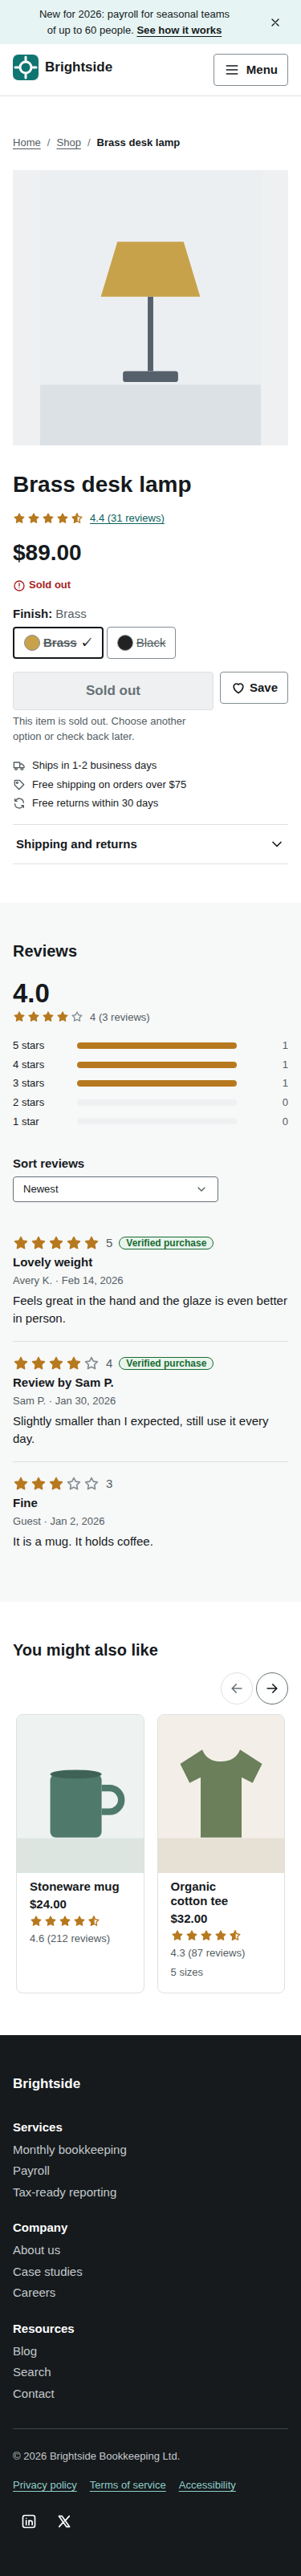 New for 2026: payroll for seasonal teams
of up to 60 people. See how it works
Brightside
Menu
Home / Shop / Brass desk lamp
Brass desk lamp
4.4 (31 reviews)
$89.00
Sold out
Finish: Brass
Brass ✓ Black
Sold out Save
This item is sold out. Choose another
option or check back later.
Ships in 1-2 business days
Free shipping on orders over $75
Free returns within 30 days
Shipping and returns
Reviews
4.0
4 (3 reviews)
5 stars 1
4 stars 1
3 stars 1
2 stars 0
1 star 0
Sort reviews
Newest
5 Verified purchase
Lovely weight
Avery K. · Feb 14, 2026
Feels great in the hand and the glaze is even better
in person.
4 Verified purchase
Review by Sam P.
Sam P. · Jan 30, 2026
Slightly smaller than I expected, still use it every
day.
3
Fine
Guest · Jan 2, 2026
It is a mug. It holds coffee.
You might also like
Stoneware mug
$24.00
4.6 (212 reviews)
Organic
cotton tee
$32.00
4.3 (87 reviews)
5 sizes
Brightside
Services
Monthly bookkeeping
Payroll
Tax-ready reporting
Company
About us
Case studies
Careers
Resources
Blog
Search
Contact
© 2026 Brightside Bookkeeping Ltd.
Privacy policy Terms of service Accessibility